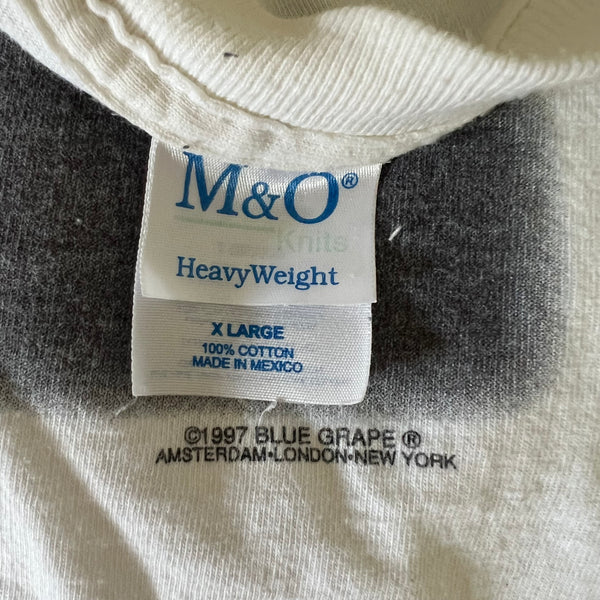 M&O®
Knits
HeavyWeight
X LARGE
100% COTTON
MADE IN MEXICO
©1997 BLUE GRAPE ®
AMSTERDAM•LONDON•NEW YORK